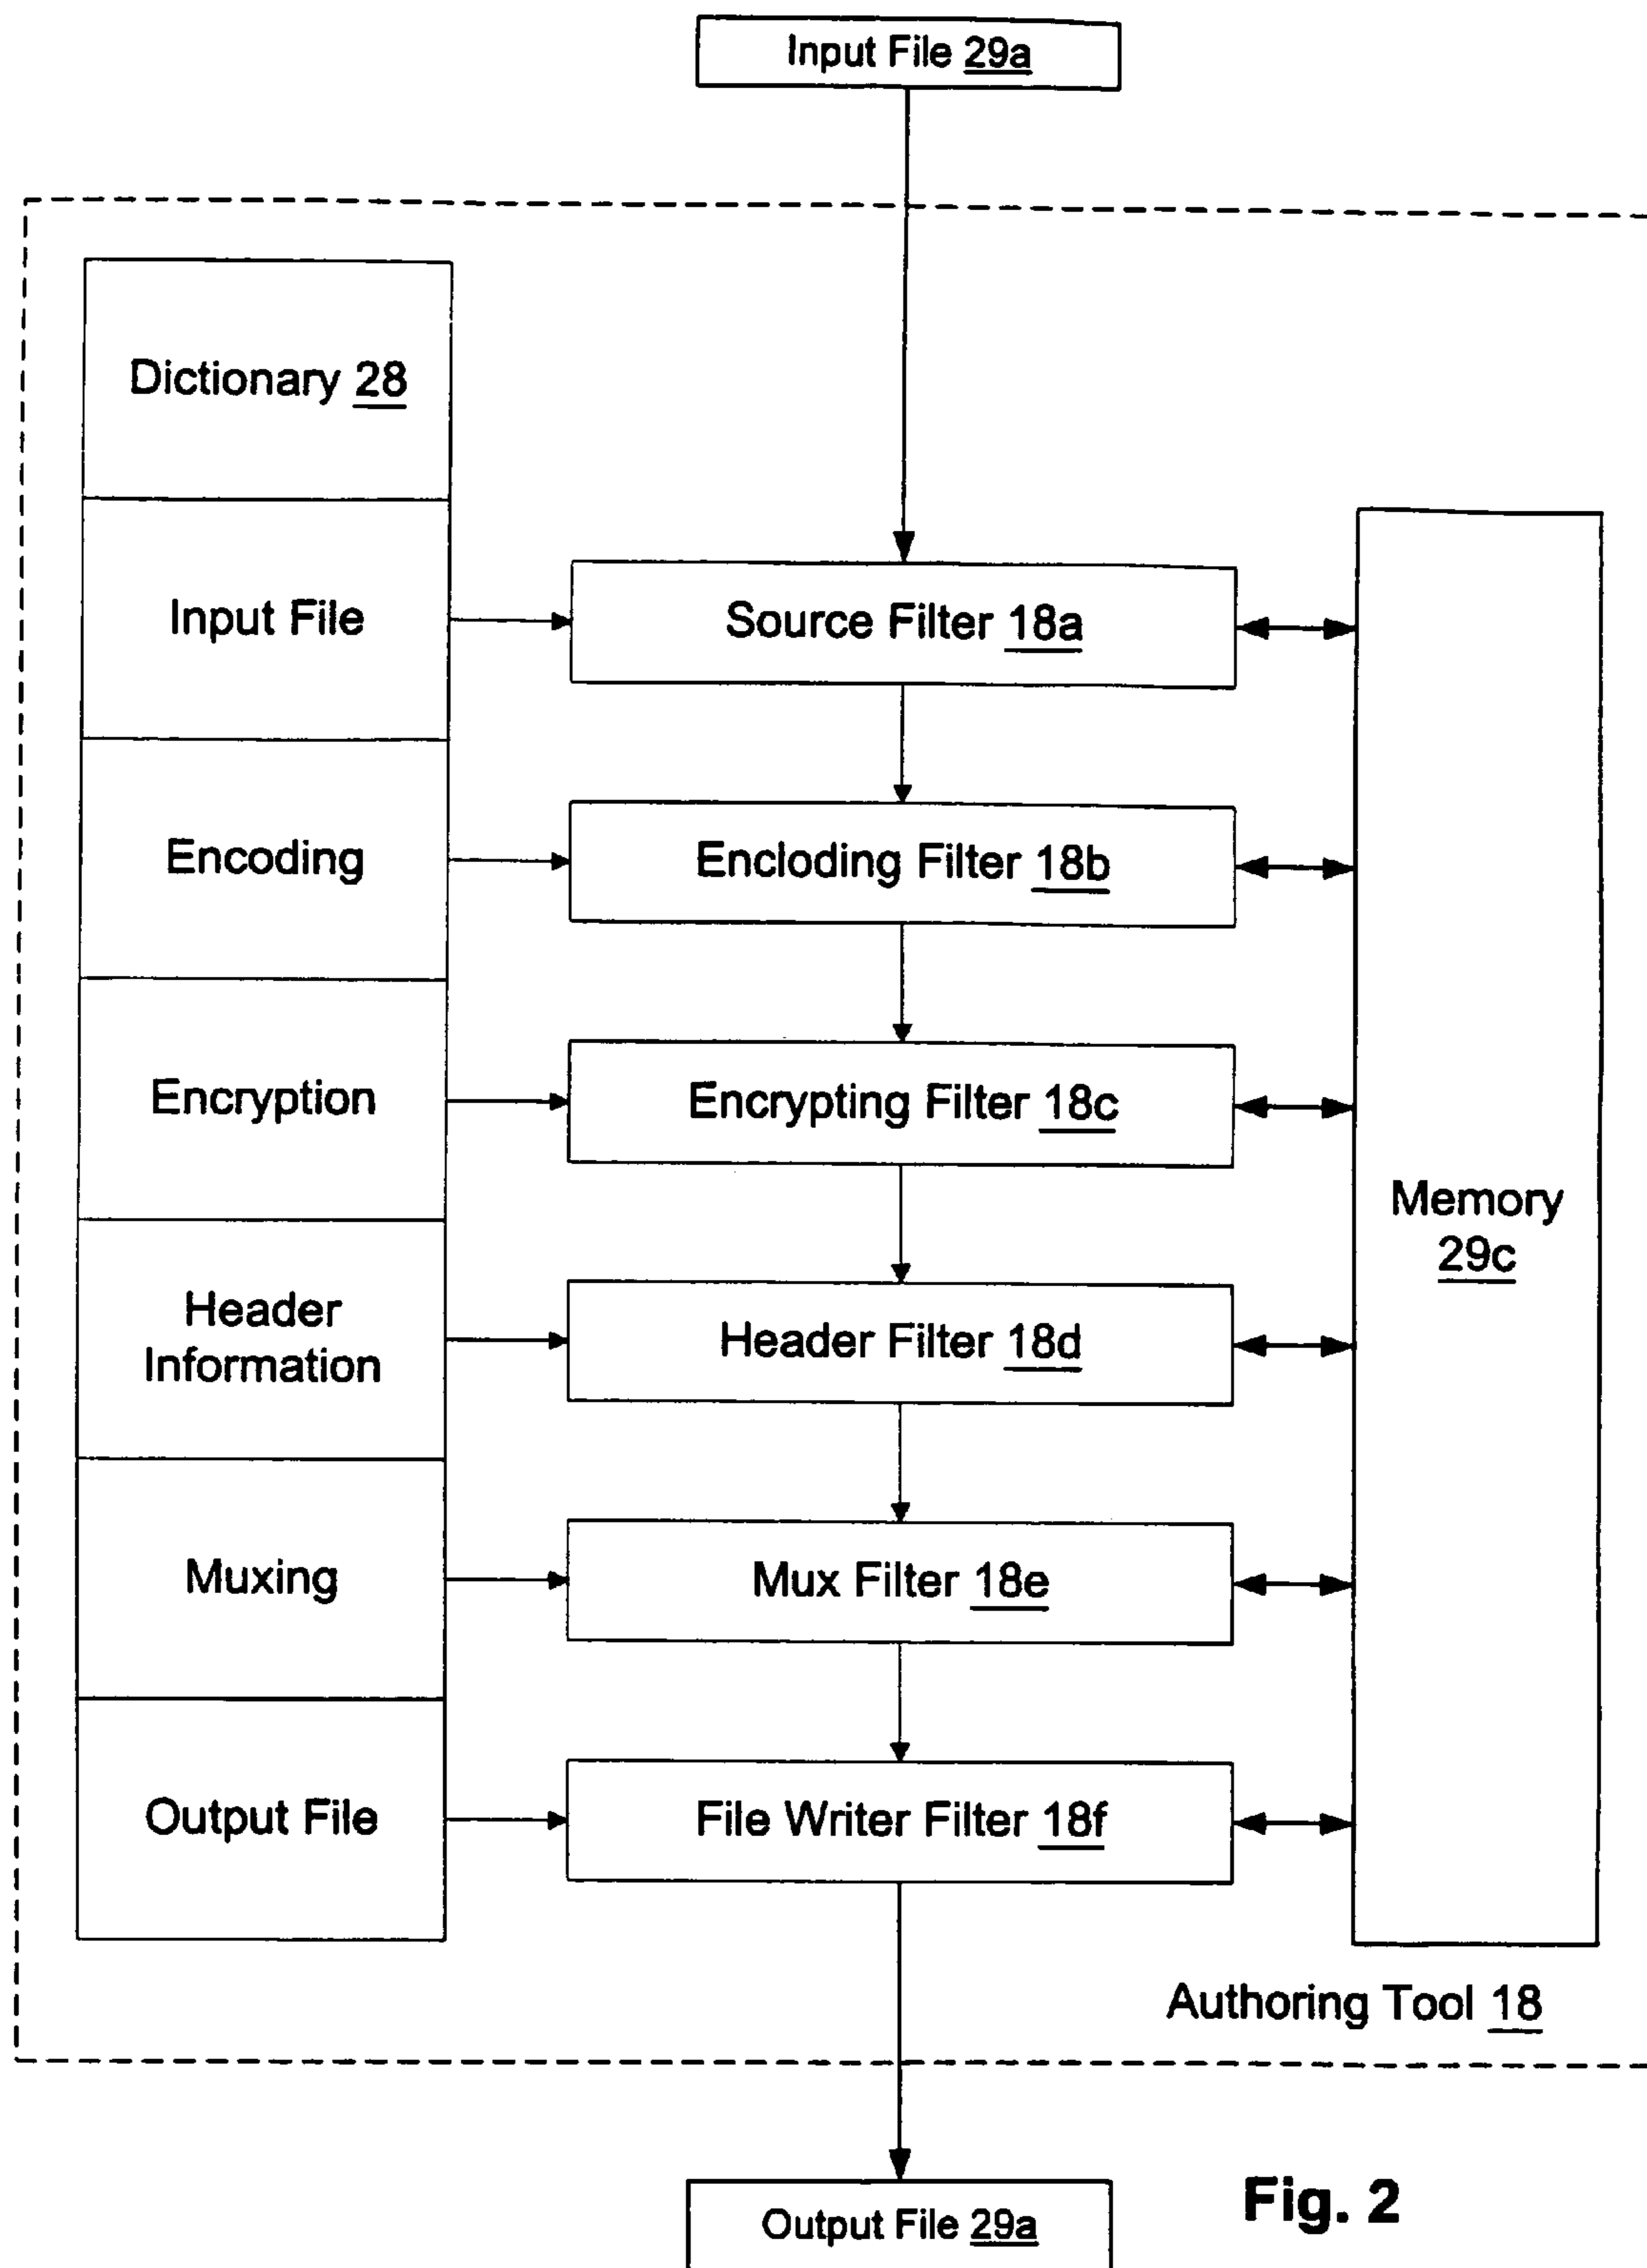 Input File 29a
Dictionary 28
Input File
Source Filter 18a
Encoding
Encloding Filter 18b
Encryption
Encrypting Filter 18c
Memory
29c
Header
Information
Header Filter 18d
Muxing
Mux Filter 18e
Output File
File Writer Filter 18f
Authoring Tool 18
Output File 29a
Fig. 2